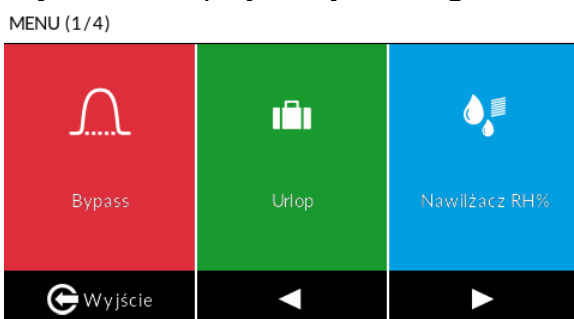 MENU (1/4)
Bypass
Urlop
Nawilżacz RH%
Wyjście